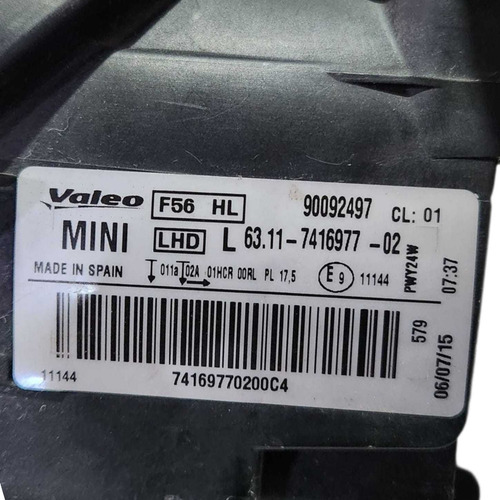 Valeo F56 HL 90092497 CL: 01
MINI LHD L 63.11-7416977-02
MADE IN SPAIN 011a 02A 01HCR 00RL PL 17,5 E9 11144
PWY24W
579 07:37
06/07/15
11144 74169770200C4